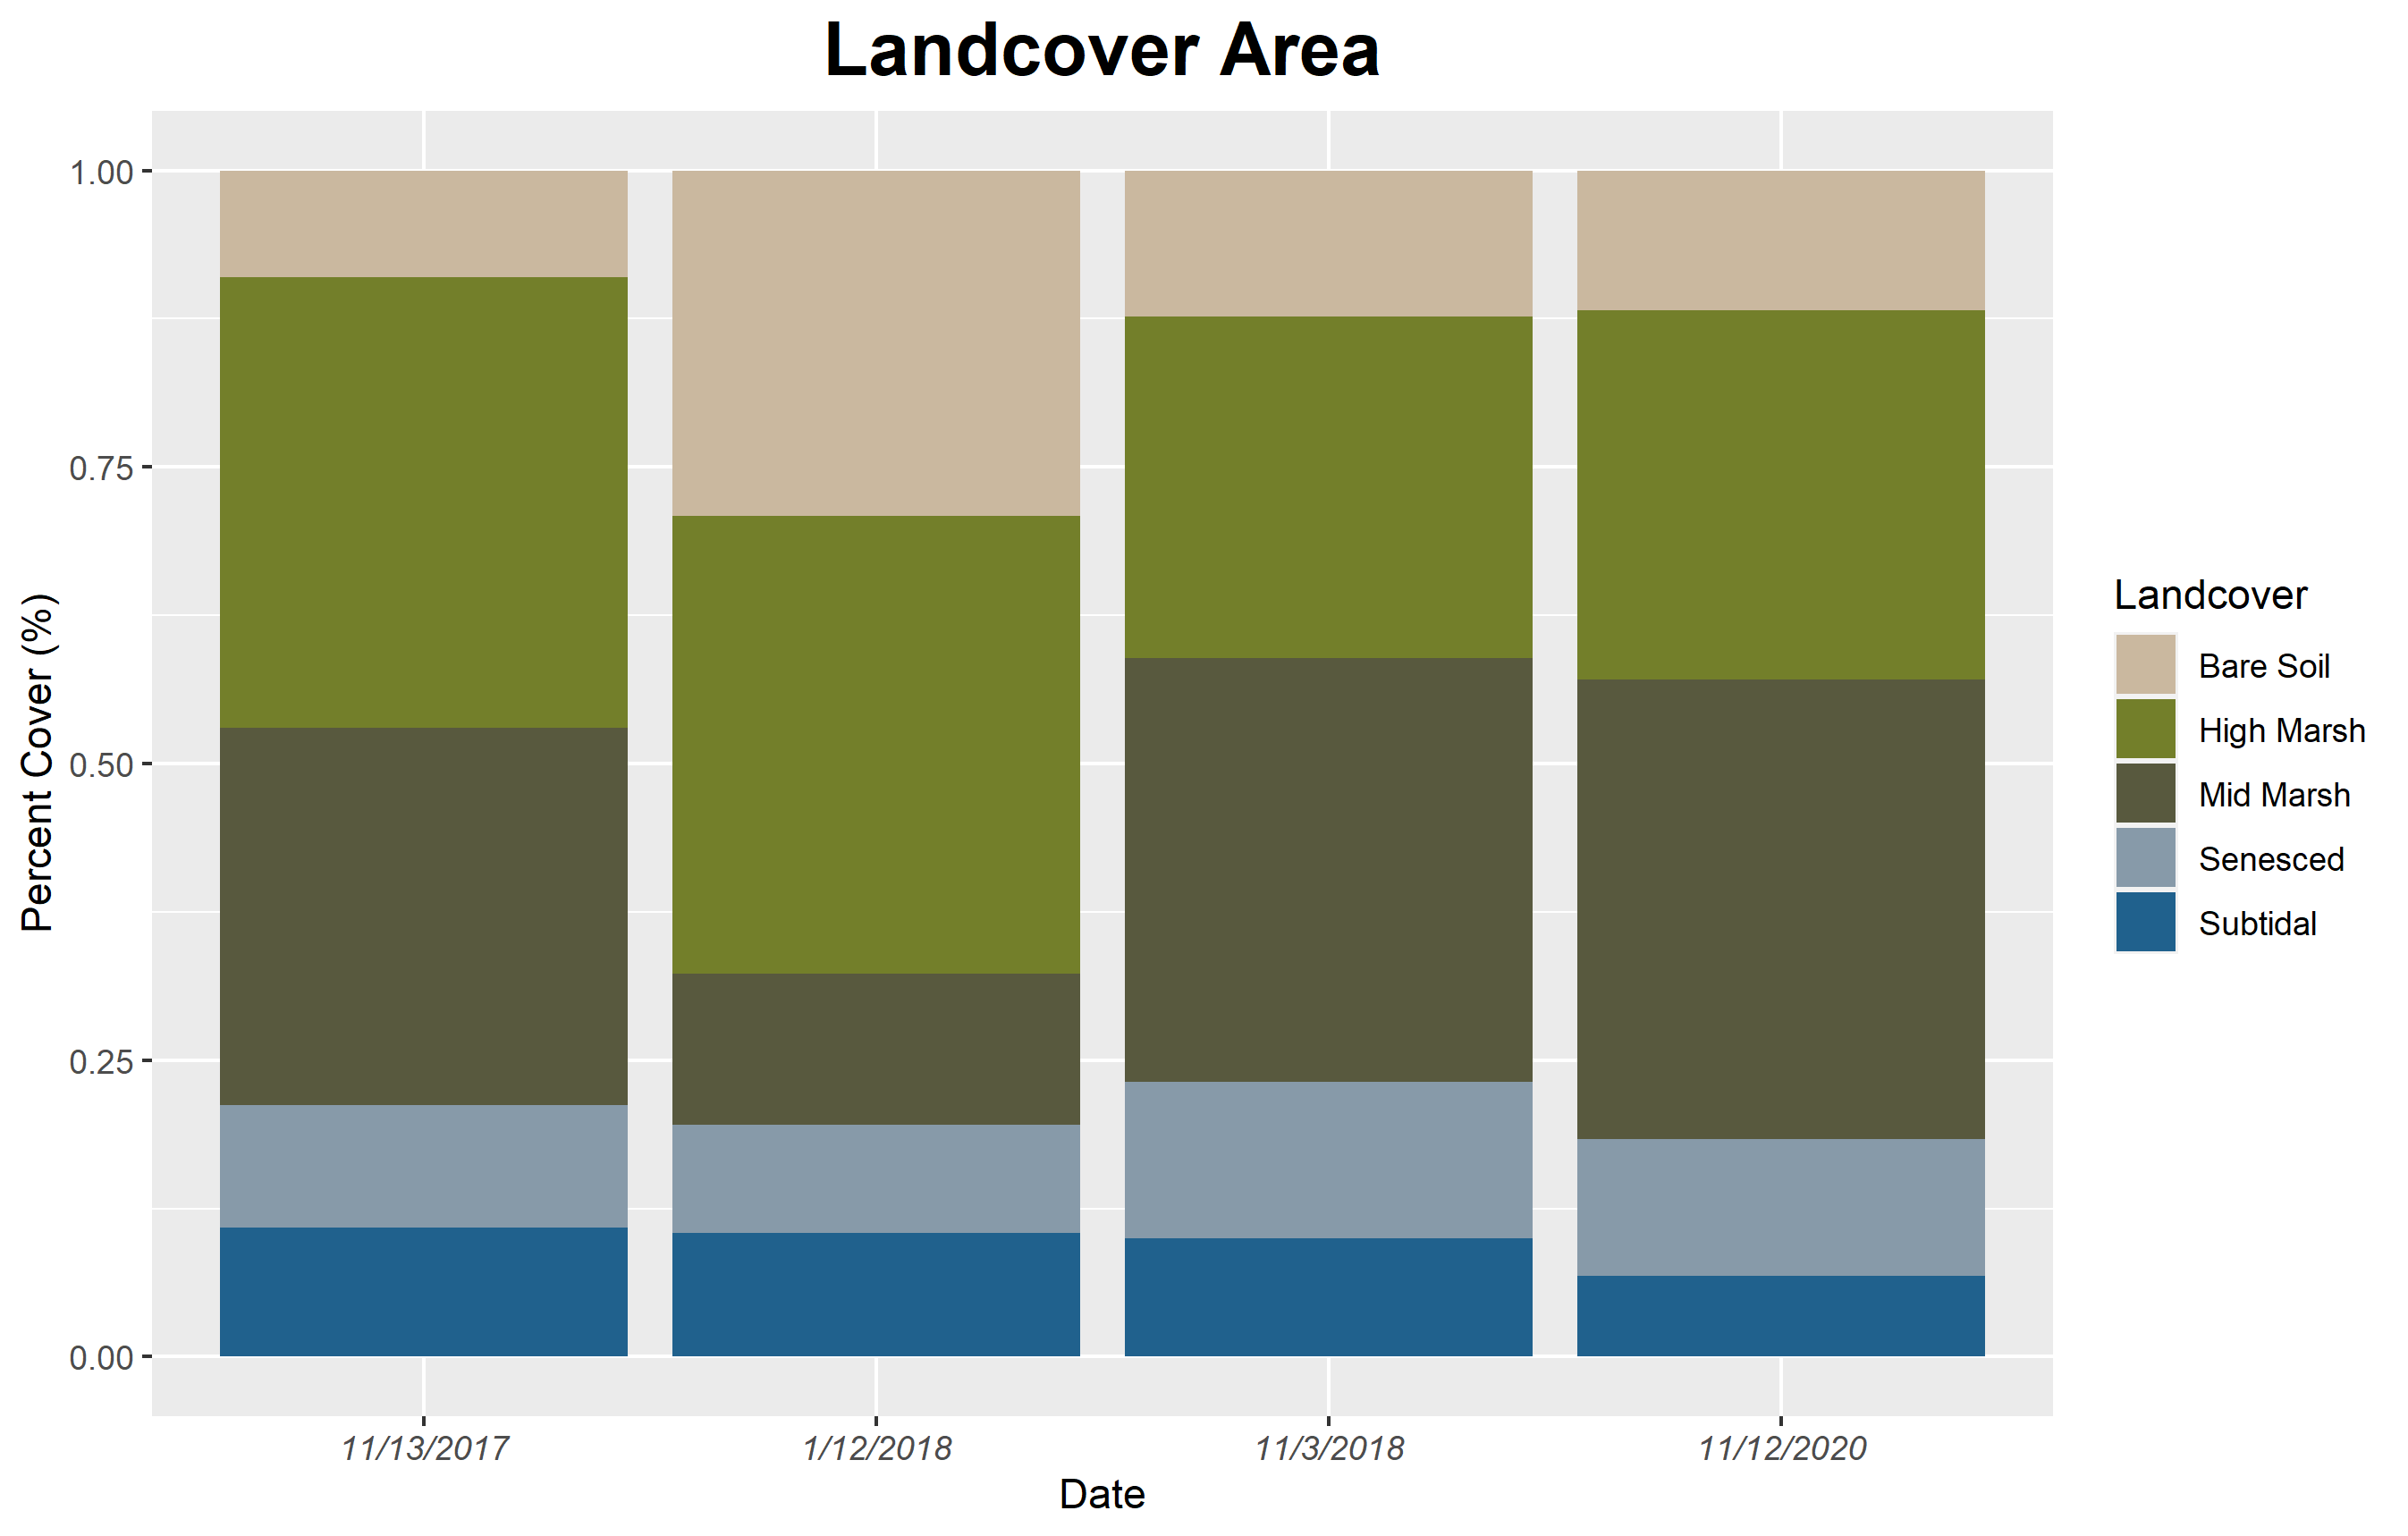 Landcover Area
Percent Cover (%)
1.00
0.75
0.50
0.25
0.00
11/13/2017
1/12/2018
11/3/2018
11/12/2020
Date
Landcover
Bare Soil
High Marsh
Mid Marsh
Senesced
Subtidal